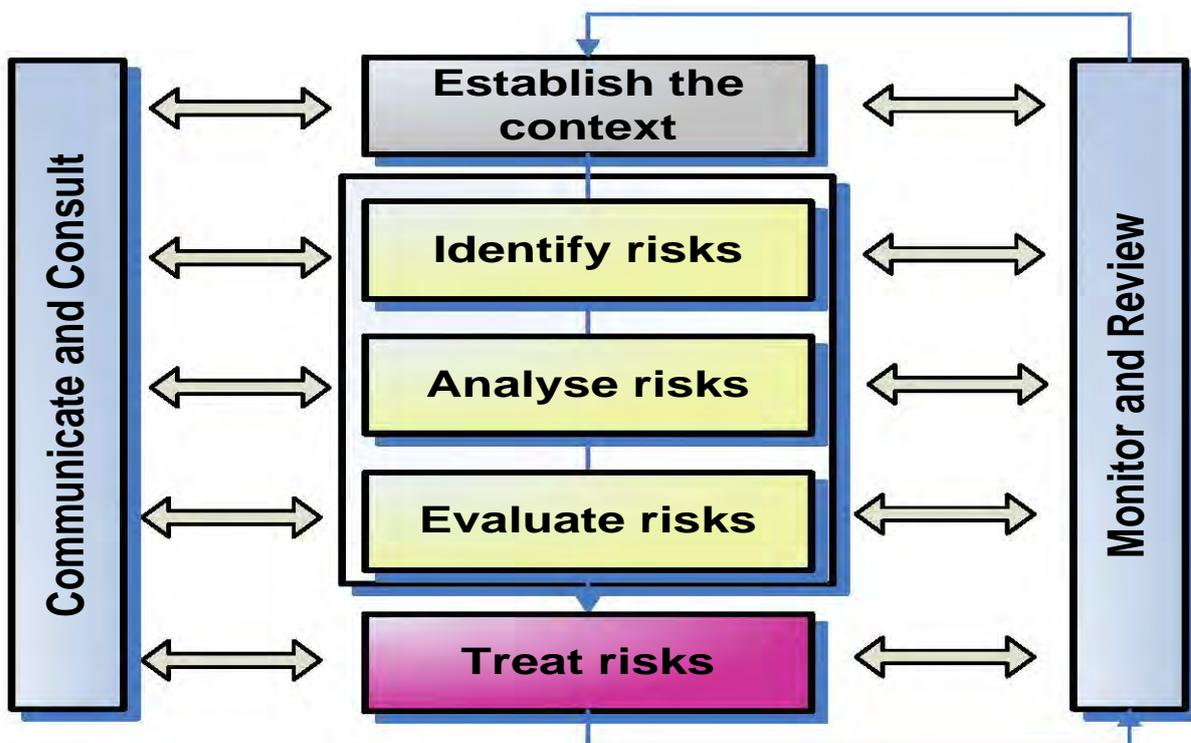 Establish the
context
Identify risks
Analyse risks
Evaluate risks
Treat risks
Communicate and Consult
Monitor and Review